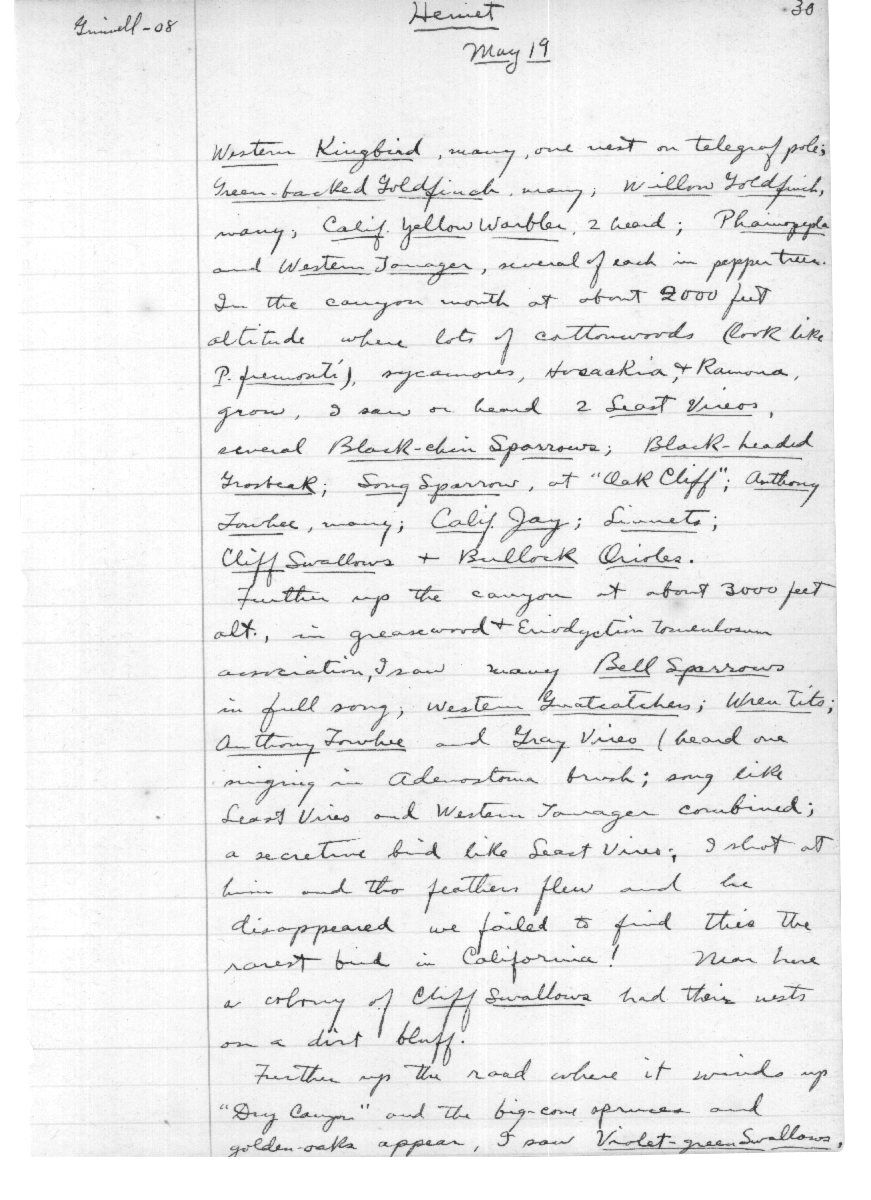 Grinnell-08
Hemet
30
May 19
Western Kingbird, many, one nest on telegraf pole;
Green-backed Goldfinch, many; Willow Goldfinch,
many; Calif. Yellow Warbler, 2 heard; Phainopepla
and Western Tanager, several of each in pepper trees.
In the canyon mouth at about 2000 feet
altitude where lots of cottonwoods (look like
P. fremonti), sycamores, Hosackia, + Ramona,
grow, I saw or heard 2 Least Vireos,
several Black-chin Sparrows; Black-headed
Grosbeak; Song Sparrow, at "Oak Cliff"; Anthony
Towhee, many; Calif. Jay; Linnets;
Cliff Swallows + Bullock Orioles.
Further up the canyon at about 3000 feet
alt., in greasewood + Eriodyction tomentosum
association, I saw many Bell Sparrows
in full song; Western Gnatcatchers; Wren Tits;
Anthony Towhee and Gray Vireo (heard one
singing in Adenostoma brush; song like
Least Vireo and Western Tanager combined;
a secretive bird like Least Vireo; I shot at
him and tho feathers flew and he
disappeared we failed to find this the
rarest bird in California! Near here
a colony of Cliff Swallows had their nests
on a dirt bluff.
Further up the road where it winds up
"Dry Canyon" and the big-cone spruces and
golden-oaks appear, I saw Violet-green Swallows,